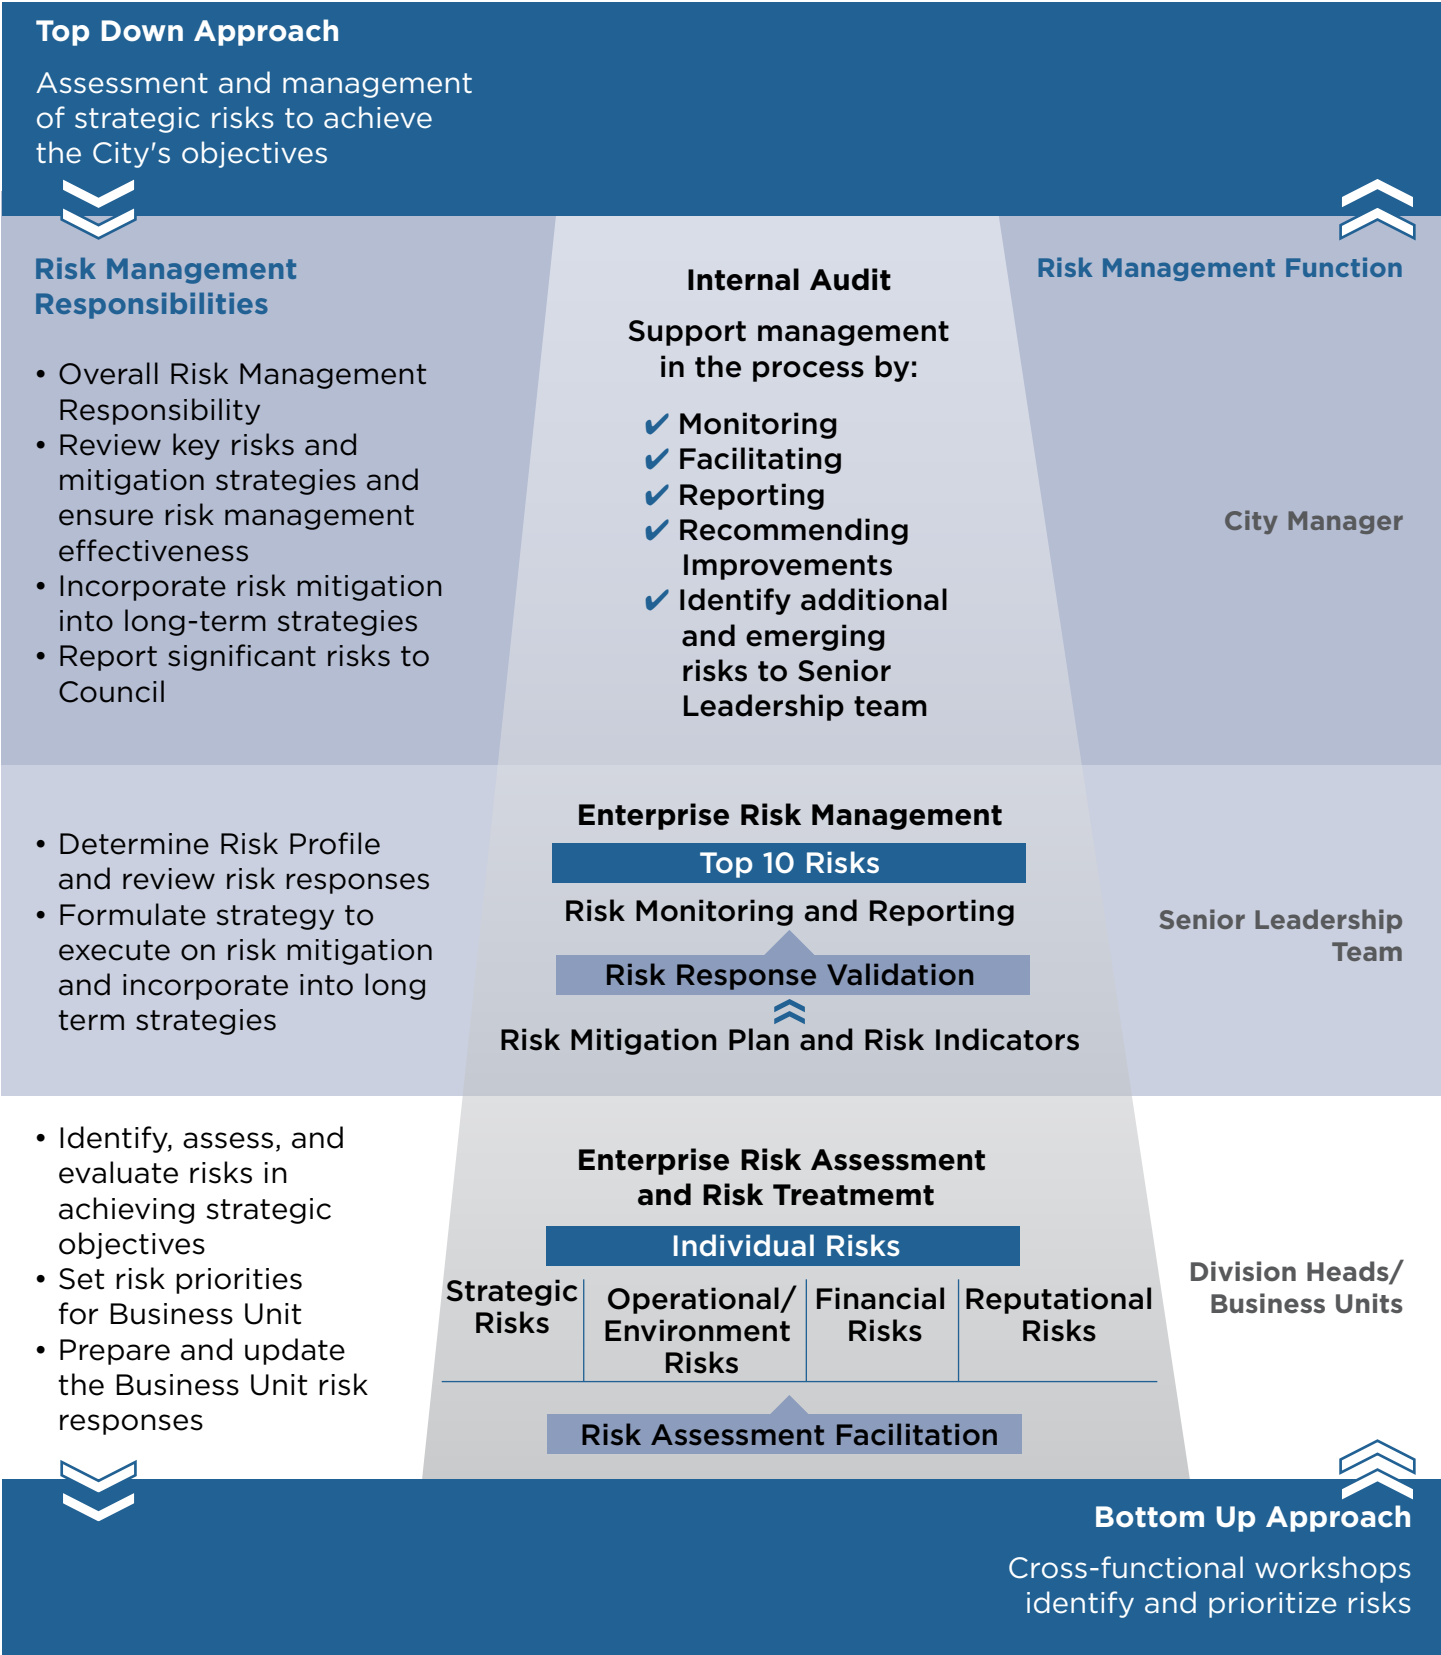 Top Down Approach
Assessment and management
of strategic risks to achieve
the City's objectives
Risk Management
Responsibilities
• Overall Risk Management
Responsibility
• Review key risks and
mitigation strategies and
ensure risk management
effectiveness
• Incorporate risk mitigation
into long-term strategies
• Report significant risks to
Council
Internal Audit
Support management
in the process by:
✔ Monitoring
✔ Facilitating
✔ Reporting
✔ Recommending
Improvements
✔ Identify additional
and emerging
risks to Senior
Leadership team
Risk Management Function
City Manager
• Determine Risk Profile
and review risk responses
• Formulate strategy to
execute on risk mitigation
and incorporate into long
term strategies
Enterprise Risk Management
Top 10 Risks
Risk Monitoring and Reporting
Risk Response Validation
Risk Mitigation Plan and Risk Indicators
Senior Leadership
Team
• Identify, assess, and
evaluate risks in
achieving strategic
objectives
• Set risk priorities
for Business Unit
• Prepare and update
the Business Unit risk
responses
Enterprise Risk Assessment
and Risk Treatmemt
Individual Risks
Strategic
Risks
Operational/
Environment
Risks
Financial
Risks
Reputational
Risks
Risk Assessment Facilitation
Division Heads/
Business Units
Bottom Up Approach
Cross-functional workshops
identify and prioritize risks